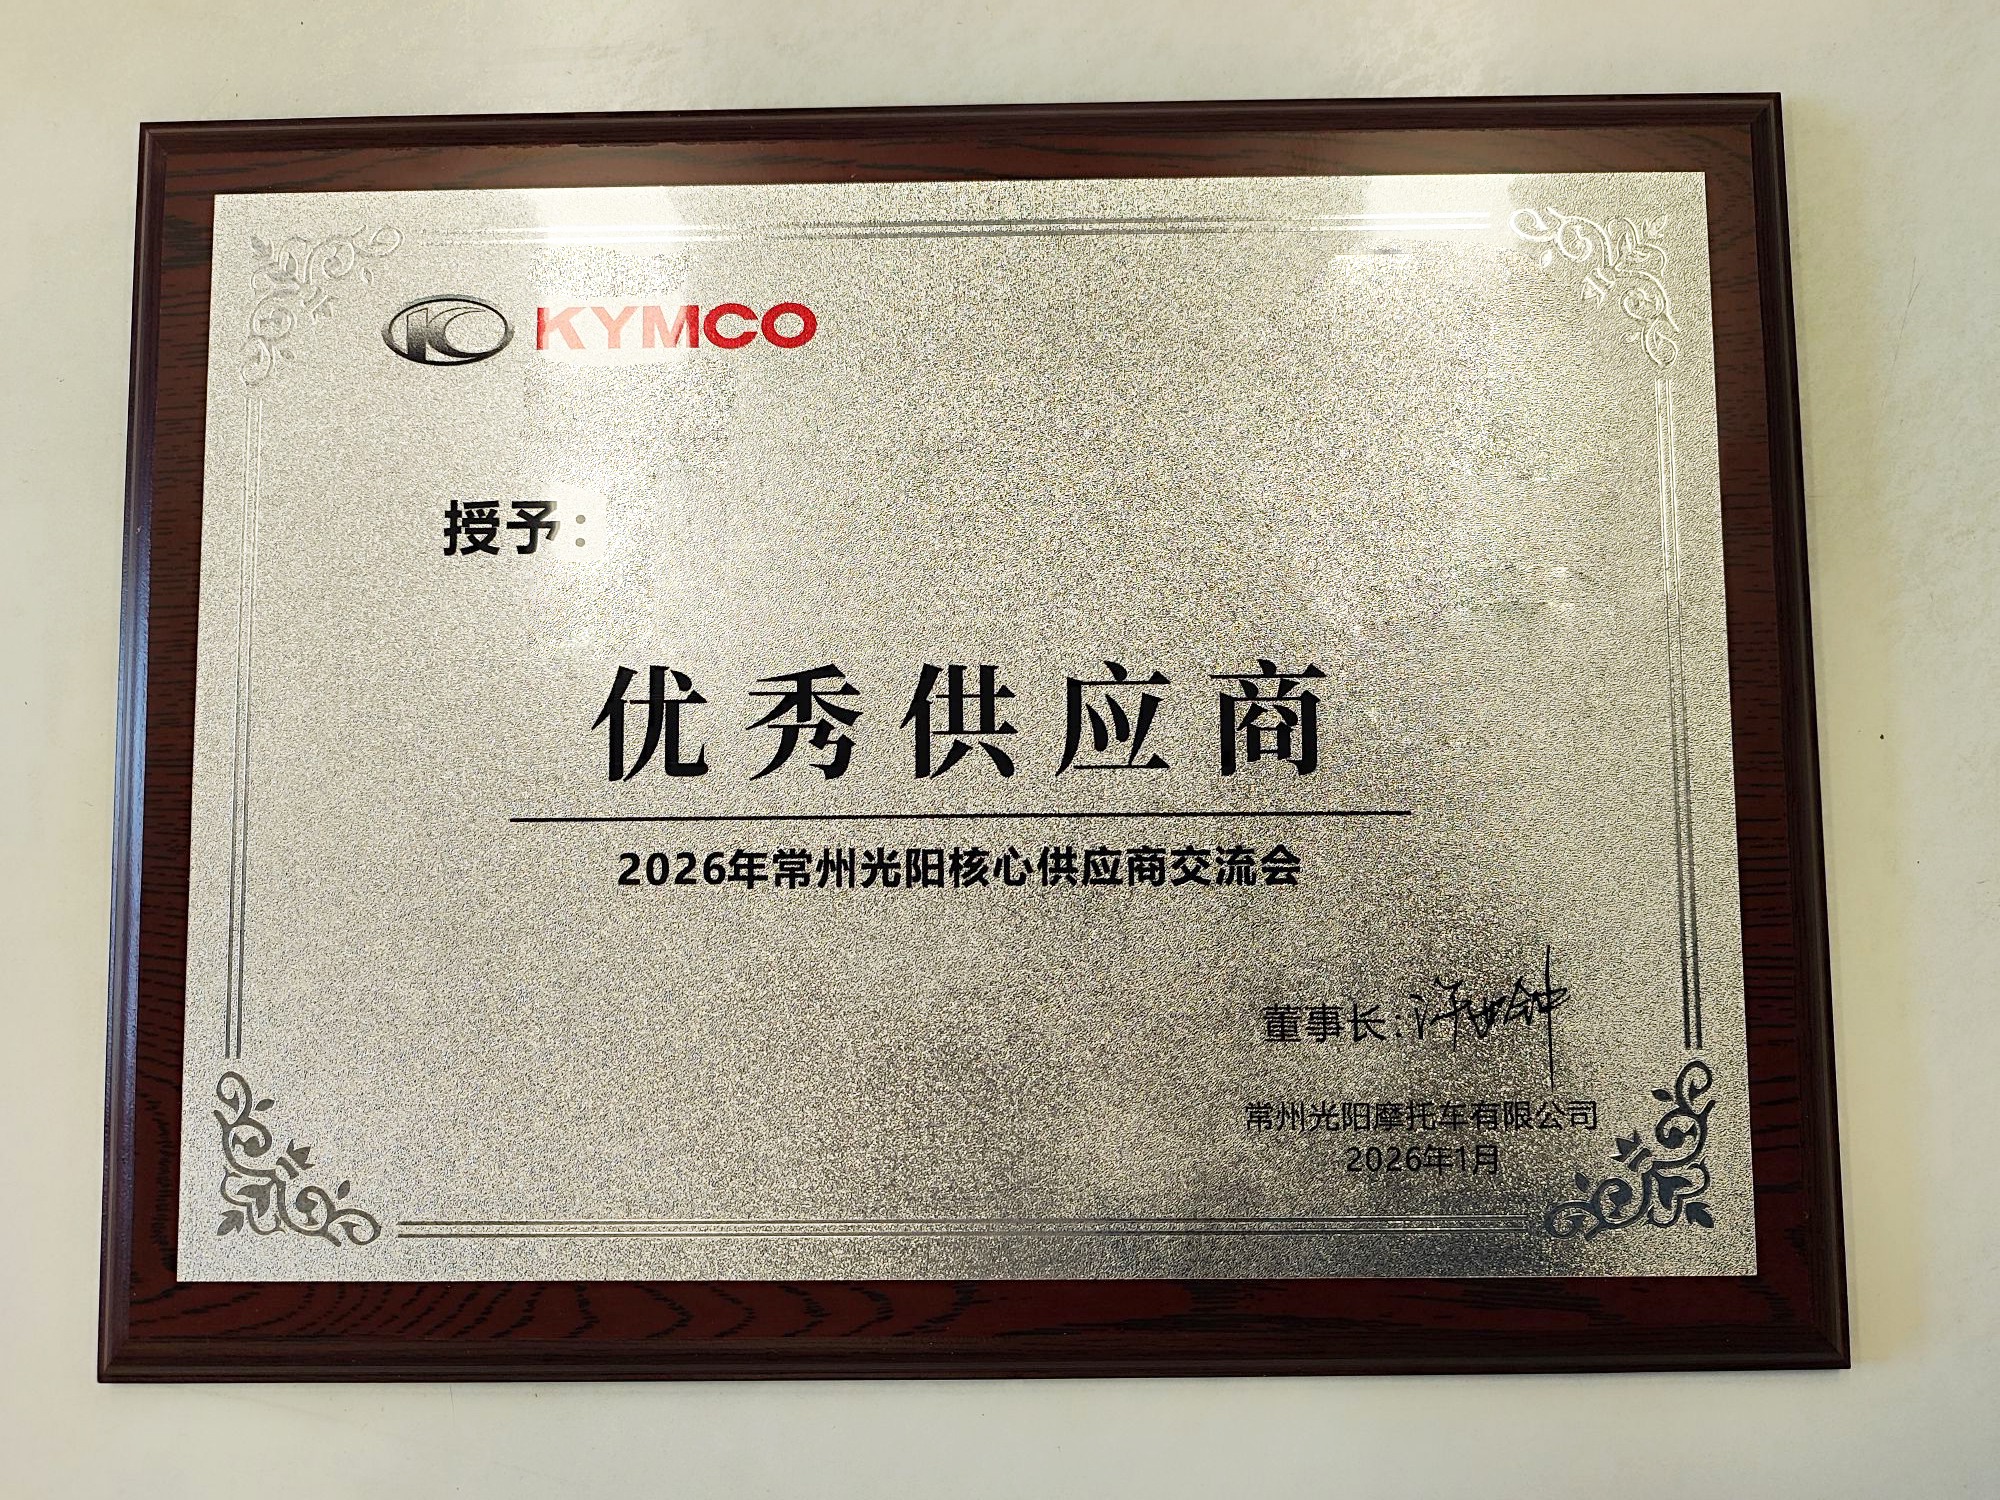 KYMCO
授予：
优秀供应商
2026年常州光阳核心供应商交流会
董事长：
常州光阳摩托车有限公司
2026年1月